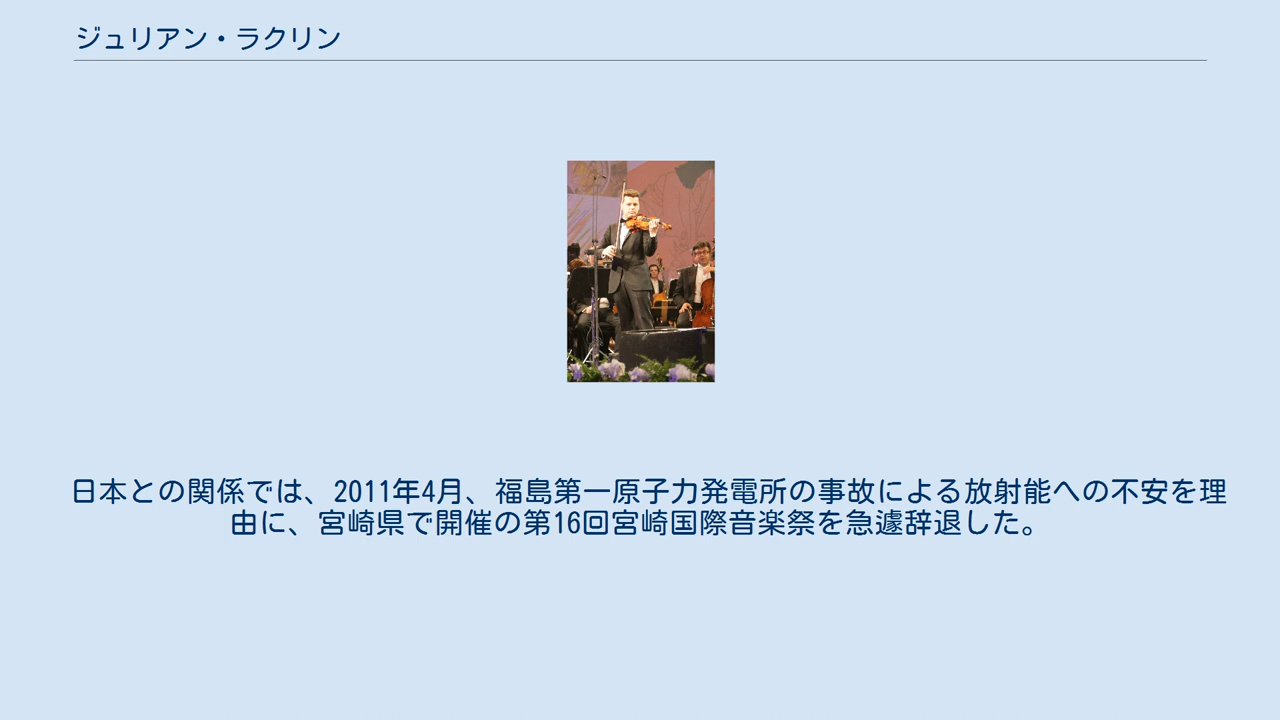 ジュリアン・ラクリン
日本との関係では、2011年4月、福島第一原子力発電所の事故による放射能への不安を理
由に、宮崎県で開催の第16回宮崎国際音楽祭を急遽辞退した。